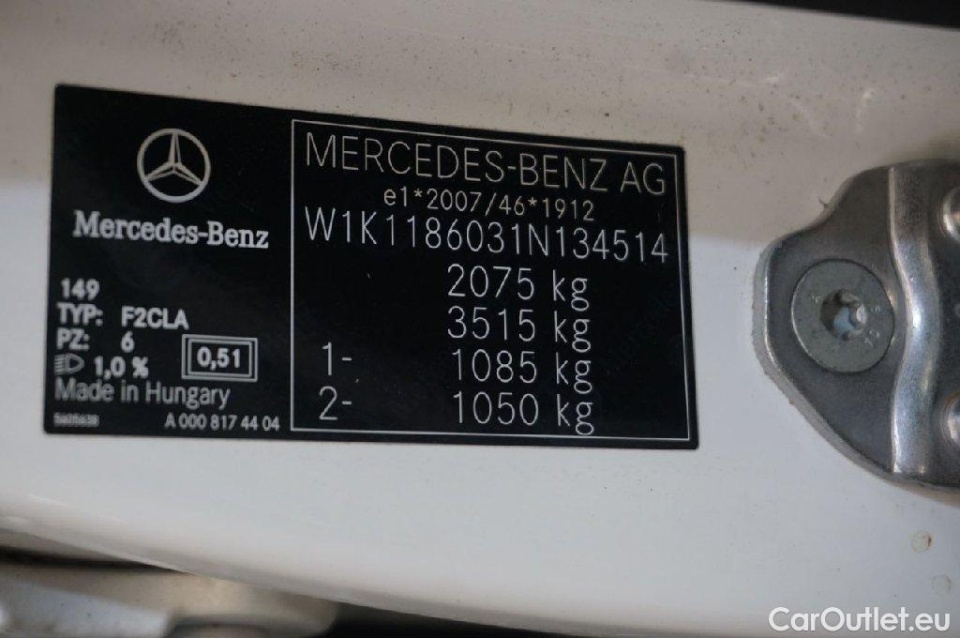 Mercedes-Benz
149
TYP: F2CLA
PZ: 6
1,0 %
0,51
Made in Hungary
A 000 817 44 04
MERCEDES-BENZ AG
e1*2007/46*1912
W1K1186031N134514
2075 kg
3515 kg
1- 1085 kg
2- 1050 kg
CarOutlet.eu